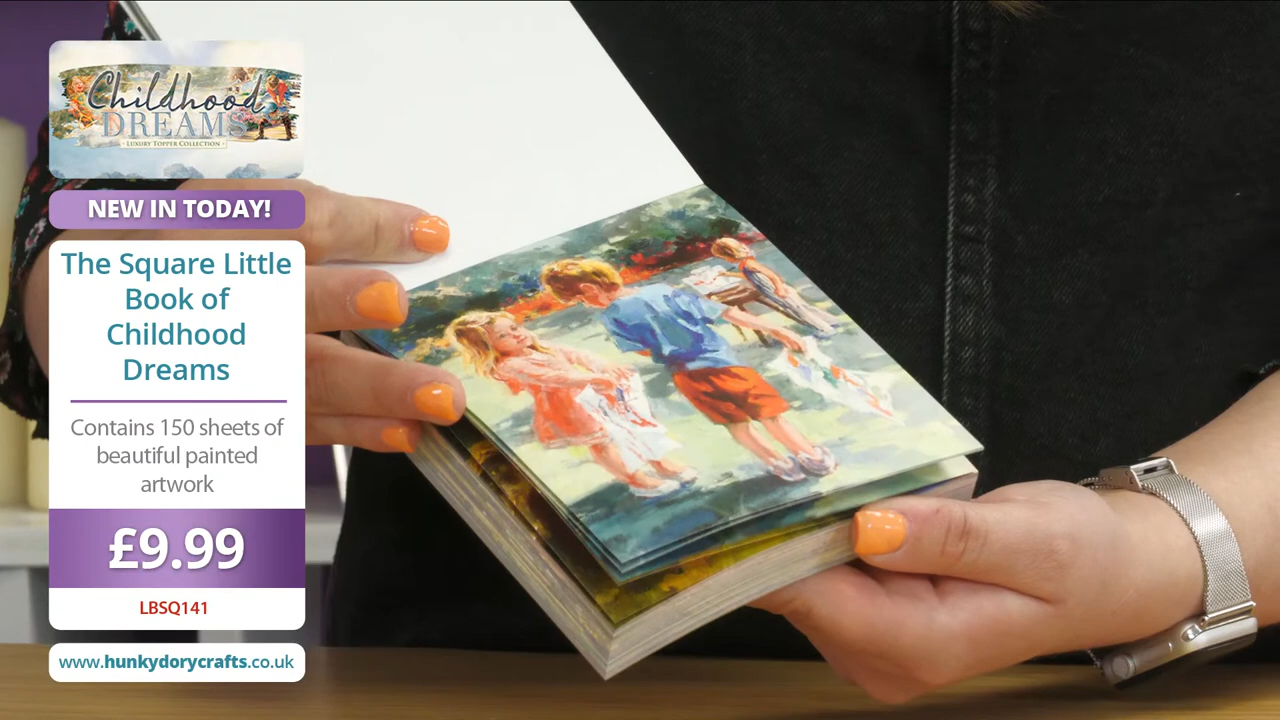 Childhood
DREAMS
- LUXURY TOPPER COLLECTION -
NEW IN TODAY!
The Square Little
Book of
Childhood
Dreams
Contains 150 sheets of
beautiful painted
artwork
£9.99
LBSQ141
www.hunkydorycrafts.co.uk